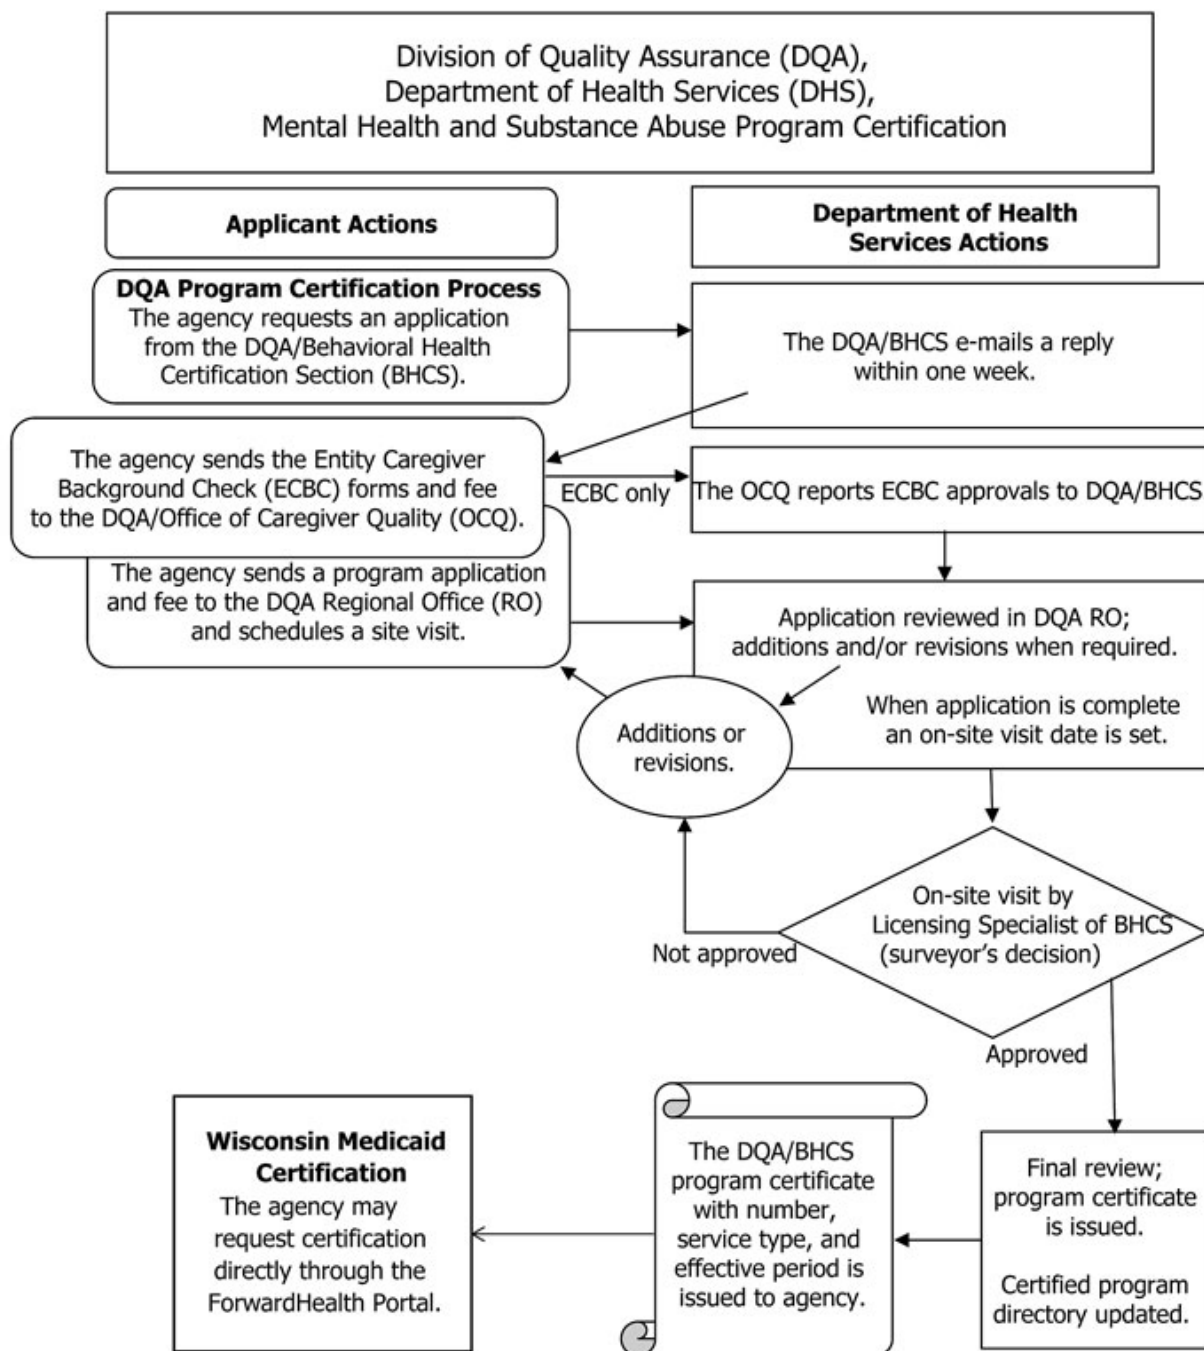 Division of Quality Assurance (DQA),
Department of Health Services (DHS),
Mental Health and Substance Abuse Program Certification
Applicant Actions
Department of Health
Services Actions
DQA Program Certification Process
The agency requests an application
from the DQA/Behavioral Health
Certification Section (BHCS).
The DQA/BHCS e-mails a reply
within one week.
The agency sends the Entity Caregiver
Background Check (ECBC) forms and fee
to the DQA/Office of Caregiver Quality (OCQ).
ECBC only
The OCQ reports ECBC approvals to DQA/BHCS
The agency sends a program application
and fee to the DQA Regional Office (RO)
and schedules a site visit.
Application reviewed in DQA RO;
additions and/or revisions when required.
When application is complete
an on-site visit date is set.
Additions or
revisions.
On-site visit by
Licensing Specialist of BHCS
(surveyor's decision)
Not approved
Approved
Final review;
program certificate
is issued.
Certified program
directory updated.
The DQA/BHCS
program certificate
with number,
service type, and
effective period is
issued to agency.
Wisconsin Medicaid
Certification
The agency may
request certification
directly through the
ForwardHealth Portal.